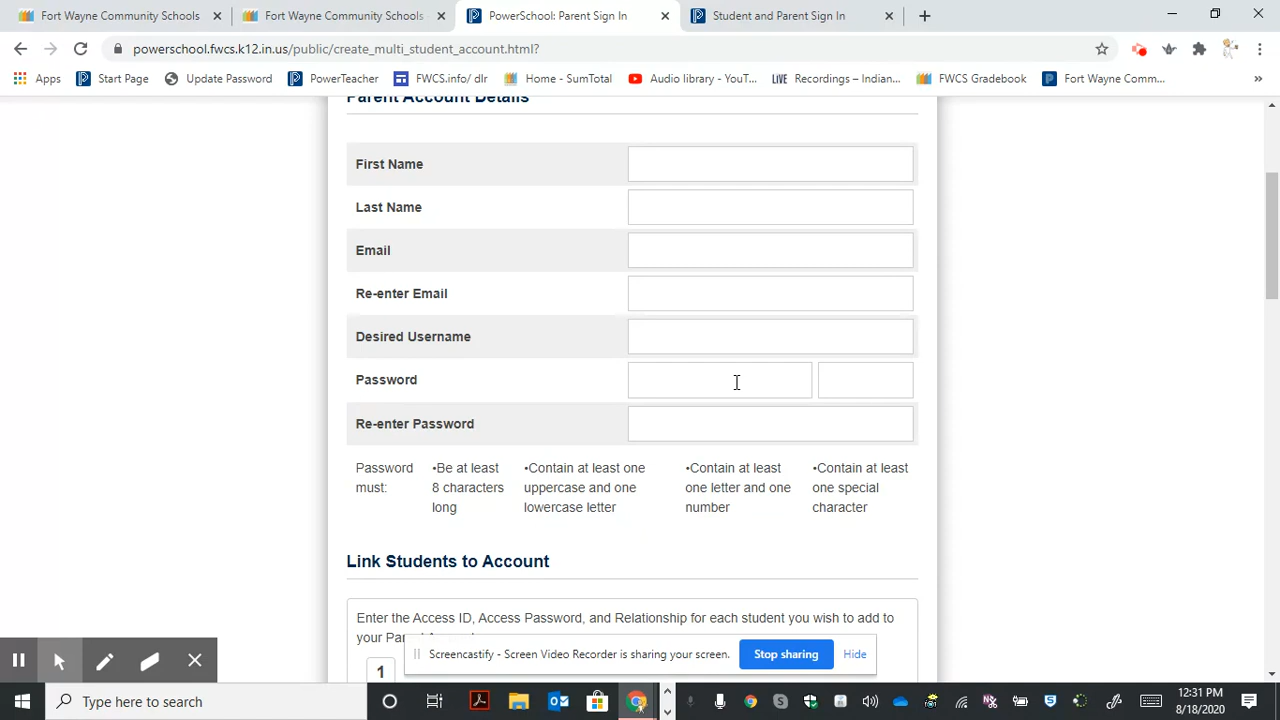 Fort Wayne Community Schools
Fort Wayne Community Schools
PowerSchool: Parent Sign In
Student and Parent Sign In
powerschool.fwcs.k12.in.us/public/create_multi_student_account.html?
Apps
Start Page
Update Password
PowerTeacher
FWCS.info/ dlr
Home - SumTotal
Audio library - YouT...
LIVE
Recordings – Indian...
FWCS Gradebook
Fort Wayne Comm...
»
Parent Account Details
First Name
Last Name
Email
Re-enter Email
Desired Username
Password
Re-enter Password
Password must:
•Be at least 8 characters long
•Contain at least one uppercase and one lowercase letter
•Contain at least one letter and one number
•Contain at least one special character
Link Students to Account
Enter the Access ID, Access Password, and Relationship for each student you wish to add to
your Pa
1
Screencastify - Screen Video Recorder is sharing your screen.
Stop sharing
Hide
Type here to search
12:31 PM
8/18/2020